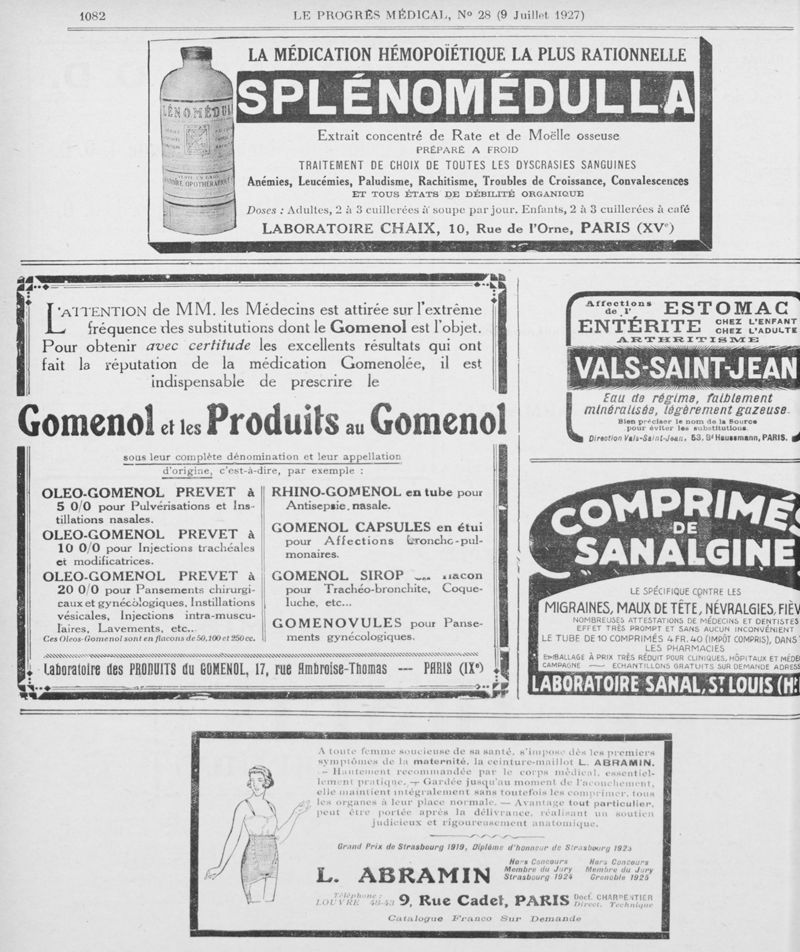 1082
LE PROGRÈS MÉDICAL, N° 28 (9 Juillet 1927)
LA MÉDICATION HÉMOPOÏÉTIQUE LA PLUS RATIONNELLE
SPLÉNOMÉDULLA
Extrait concentré de Rate et de Moëlle osseuse
PRÉPARÉ A FROID
TRAITEMENT DE CHOIX DE TOUTES LES DYSCRASIES SANGUINES
Anémies, Leucémies, Paludisme, Rachitisme, Troubles de Croissance, Convalescences
ET TOUS ÉTATS DE DÉBILITÉ ORGANIQUE
Doses : Adultes, 2 à 3 cuillerées à soupe par jour. Enfants, 2 à 3 cuillerées à café
LABORATOIRE CHAIX, 10, Rue de l'Orne, PARIS (XVe)
LÉNOMÉDUL
L'ATTENTION de MM. les Médecins est attirée sur l'extrême
fréquence des substitutions dont le Gomenol est l'objet.
Pour obtenir avec certitude les excellents résultats qui ont
fait la réputation de la médication Gomenolée, il est
indispensable de prescrire le
Gomenol et les Produits au Gomenol
sous leur complète dénomination et leur appellation
d'origine, c'est-à-dire, par exemple :
OLEO-GOMENOL PREVET à
5 0/0 pour Pulvérisations et Ins-
tillations nasales.
OLEO-GOMENOL PREVET à
10 0/0 pour Injections trachéales
et modificatrices.
OLEO-GOMENOL PREVET à
20 0/0 pour Pansements chirurgi-
caux et gynécologiques, Instillations
vésicales, Injections intra-muscu-
laires, Lavements, etc..
Ces Oleos-Gomenol sont en flacons de 50, 100 et 250 cc.
RHINO-GOMENOL en tube pour
Antisepsie nasale.
GOMENOL CAPSULES en étui
pour Affections broncho-pul-
monaires.
GOMENOL SIROP flacon
pour Trachéo-bronchite, Coque-
luche, etc...
GOMENOVULES pour Panse-
ments gynécologiques.
Laboratoire des PRODUITS du GOMENOL, 17, rue Ambroise-Thomas — PARIS (IXe)
Affections de l' ESTOMAC
ENTÉRITE CHEZ L'ENFANT
CHEZ L'ADULTE
ARTHRITISME
VALS-SAINT-JEAN
Eau de régime, faiblement
minéralisée, légèrement gazeuse.
Bien préciser le nom de la Source
pour éviter les substitutions.
Direction Vals-Saint-Jean, 53, Bd Haussmann, PARIS.
COMPRIMÉS
DE
SANALGINE
LE SPÉCIFIQUE CONTRE LES
MIGRAINES, MAUX DE TÊTE, NÉVRALGIES, FIÈV
NOMBREUSES ATTESTATIONS DE MÉDECINS ET DENTISTES
EFFET TRÈS PROMPT ET SANS AUCUN INCONVÉNIENT
LE TUBE DE 10 COMPRIMÉS 4 FR. 40 (IMPÔT COMPRIS), DANS
LES PHARMACIES
EMBALLAGE À PRIX TRÈS RÉDUIT POUR CLINIQUES, HÔPITAUX ET MÉDE
CAMPAGNE — ECHANTILLONS GRATUITS SUR DEMANDE ADRESS
LABORATOIRE SANAL, ST LOUIS (H
A toute femme soucieuse de sa santé, s'impose dès les premiers
symptômes de la maternité, la ceinture-maillot L. ABRAMIN.
— Hautement recommandée par le corps médical, essentiel-
lement pratique. — Gardée jusqu'au moment de l'acouchement,
elle maintient intégralement sans toutefois les comprimer, tous
les organes à leur place normale. — Avantage tout particulier,
peut être portée après la délivrance, réalisant un soutien
judicieux et rigoureusement anatomique.
Grand Prix de Strasbourg 1919, Diplôme d'honneur de Strasbourg 1923
L. ABRAMIN
Hors Concours
Membre du Jury
Strasbourg 1924
Hors Concours
Membre du Jury
Grenoble 1925
Téléphone :
LOUVRE 48-43
9, Rue Cadet, PARIS
Doct. CHARPENTIER
Direct. Technique
Catalogue Franco Sur Demande